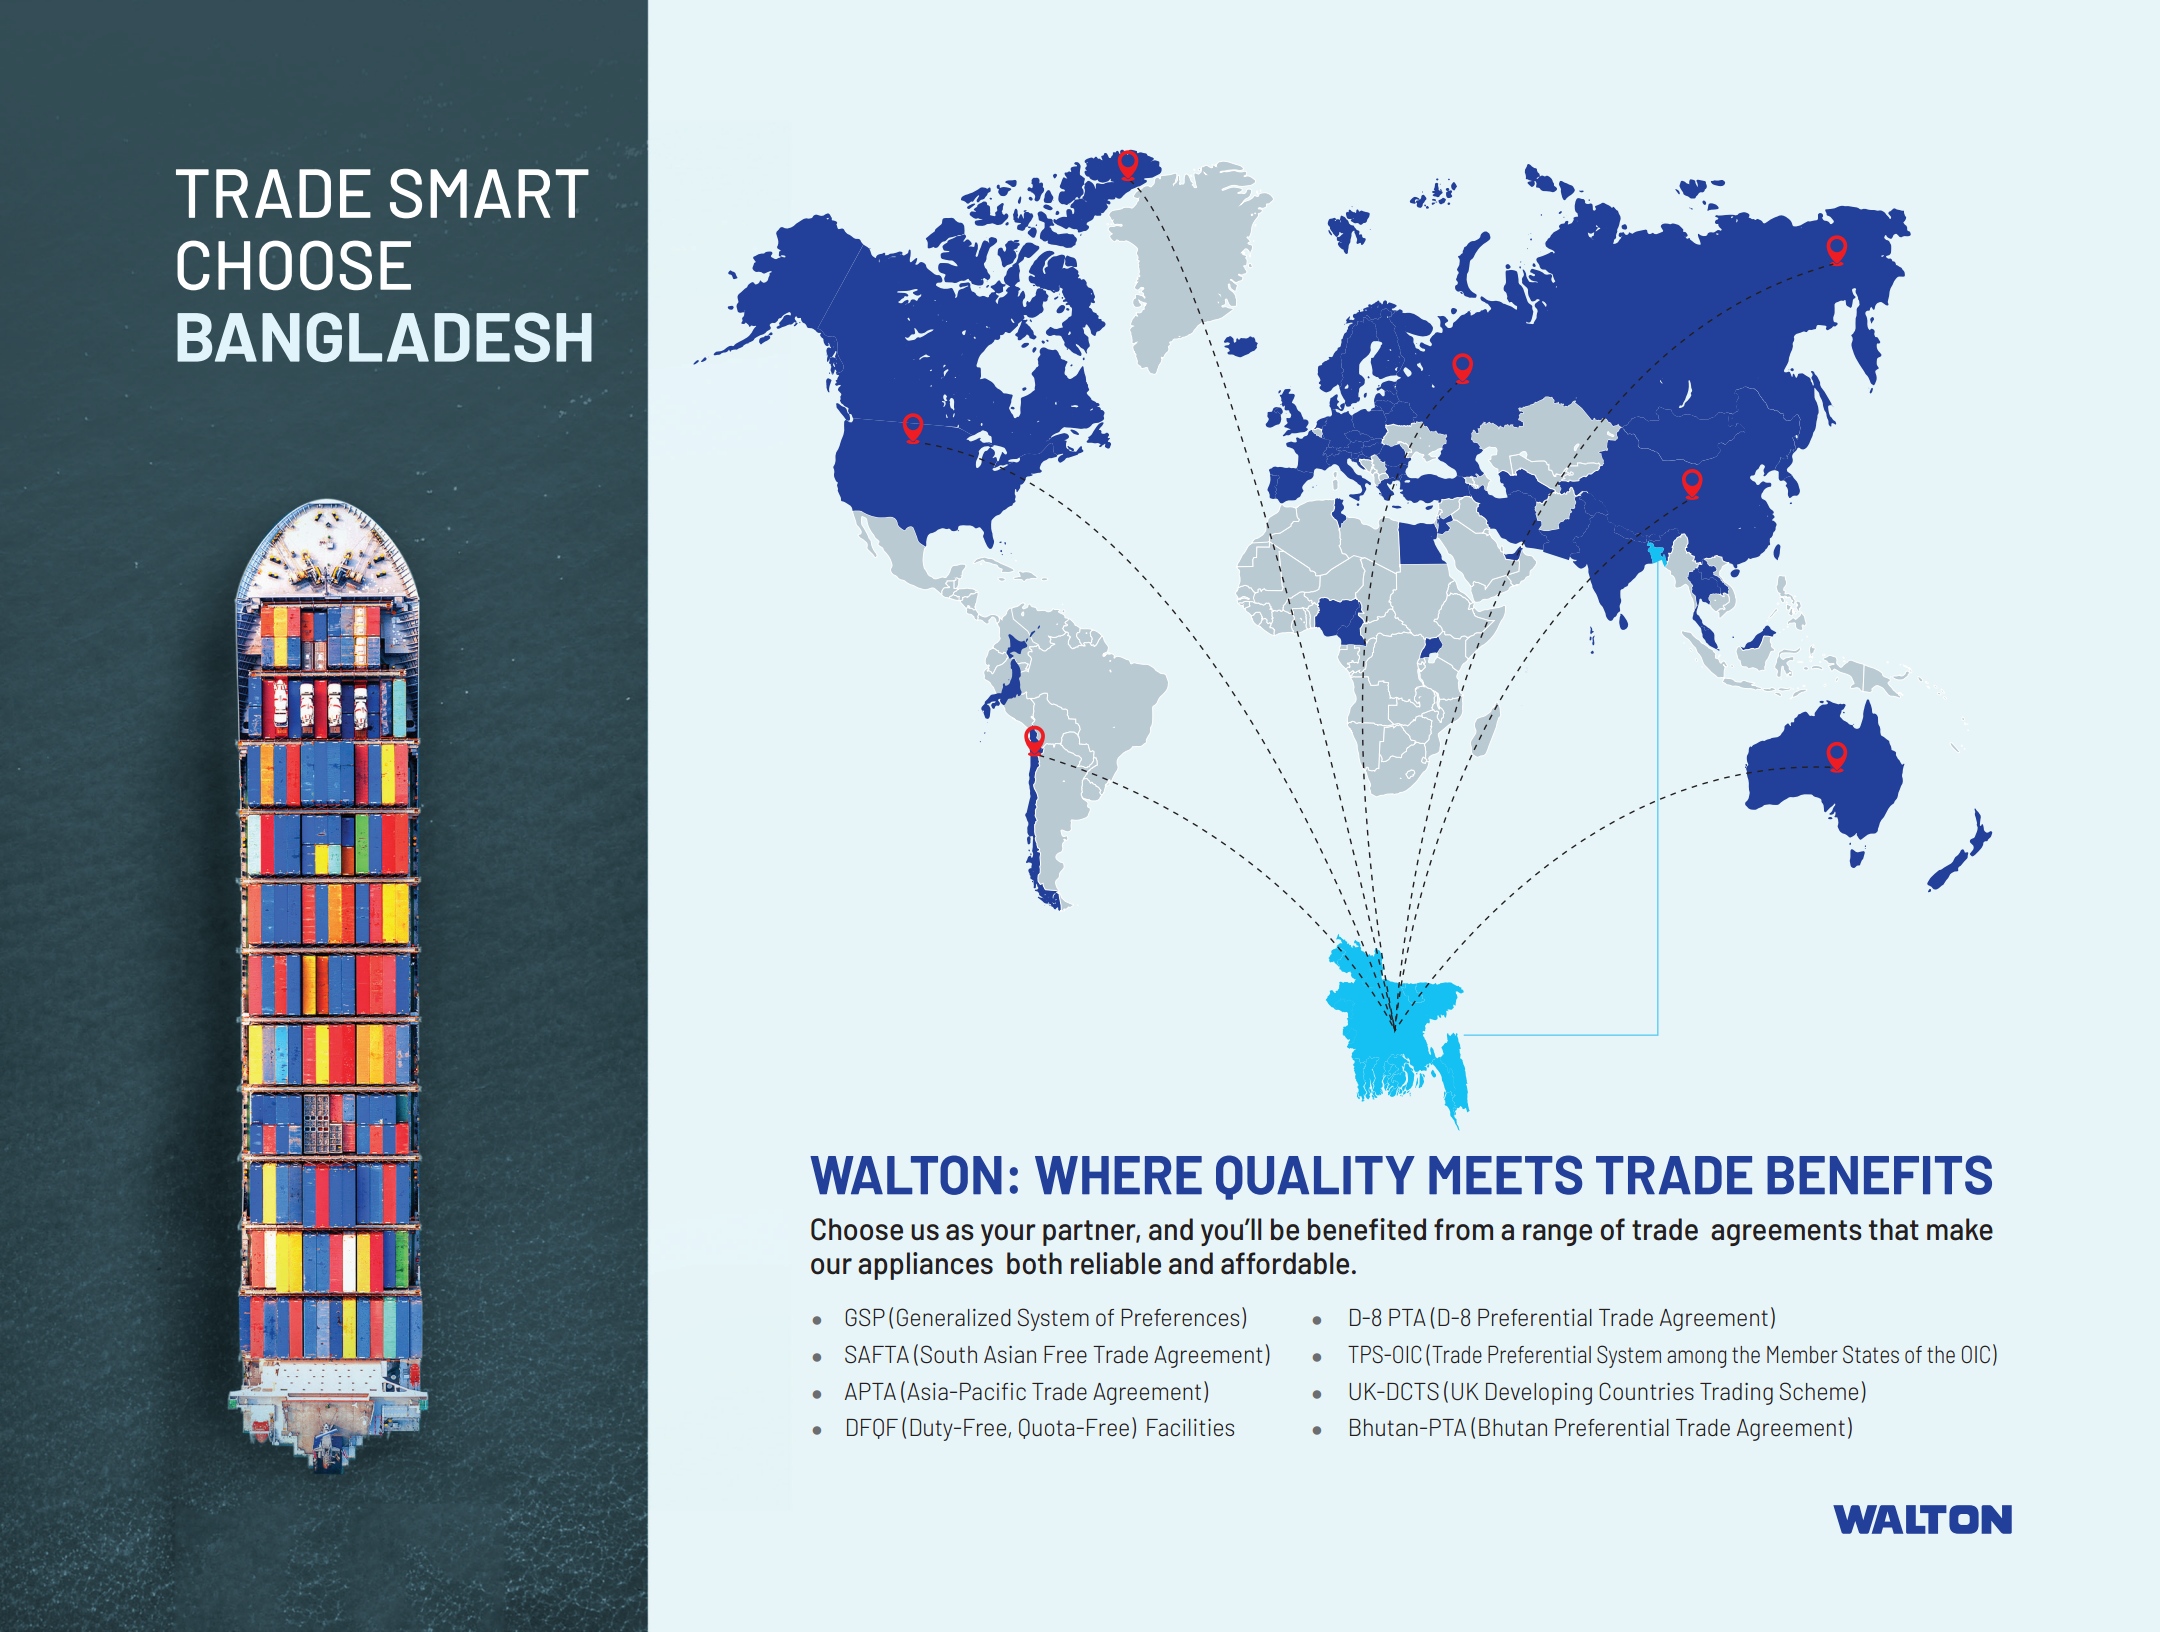 TRADE SMART
CHOOSE
BANGLADESH
WALTON: WHERE QUALITY MEETS TRADE BENEFITS
Choose us as your partner, and you'll be benefited from a range of trade agreements that make
our appliances both reliable and affordable.
• GSP (Generalized System of Preferences)
• SAFTA (South Asian Free Trade Agreement)
• APTA (Asia-Pacific Trade Agreement)
• DFQF (Duty-Free, Quota-Free) Facilities
• D-8 PTA (D-8 Preferential Trade Agreement)
• TPS-OIC (Trade Preferential System among the Member States of the OIC)
• UK-DCTS (UK Developing Countries Trading Scheme)
• Bhutan-PTA (Bhutan Preferential Trade Agreement)
WALTON